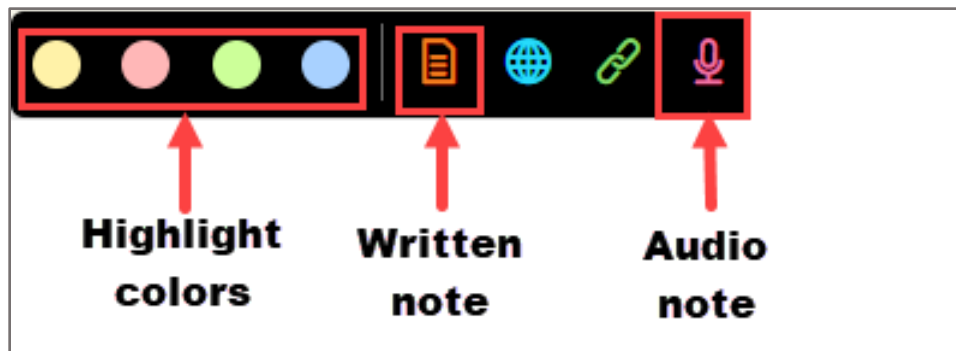 Highlight
colors
Written
note
Audio
note